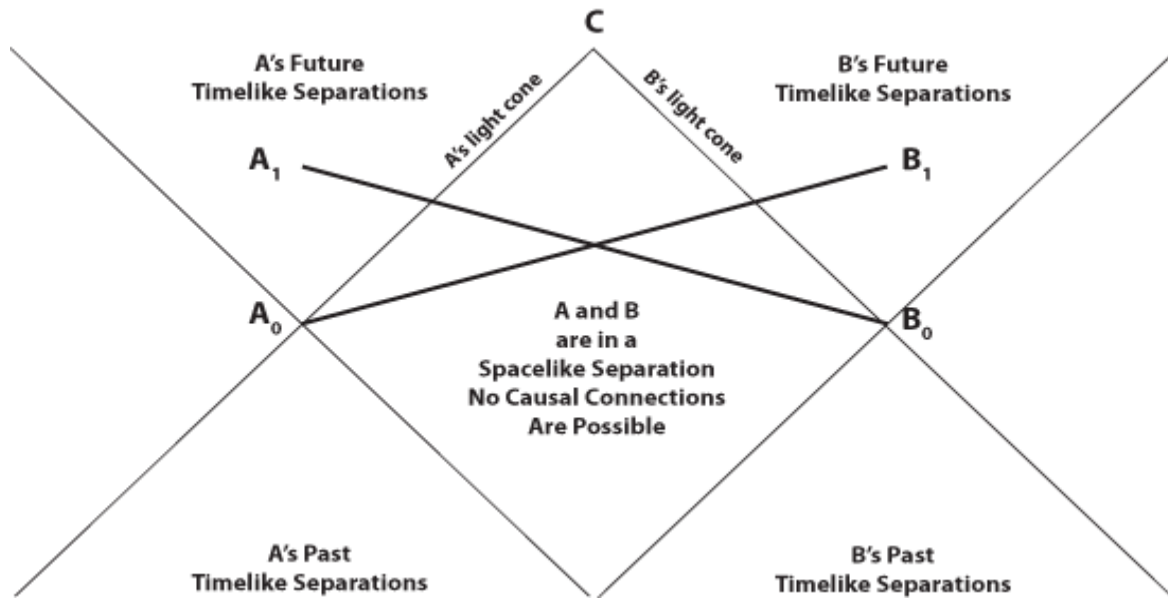 C
A's Future
Timelike Separations
B's Future
Timelike Separations
A's light cone
B's light cone
A₁
B₁
A₀
B₀
A and B
are in a
Spacelike Separation
No Causal Connections
Are Possible
A's Past
Timelike Separations
B's Past
Timelike Separations